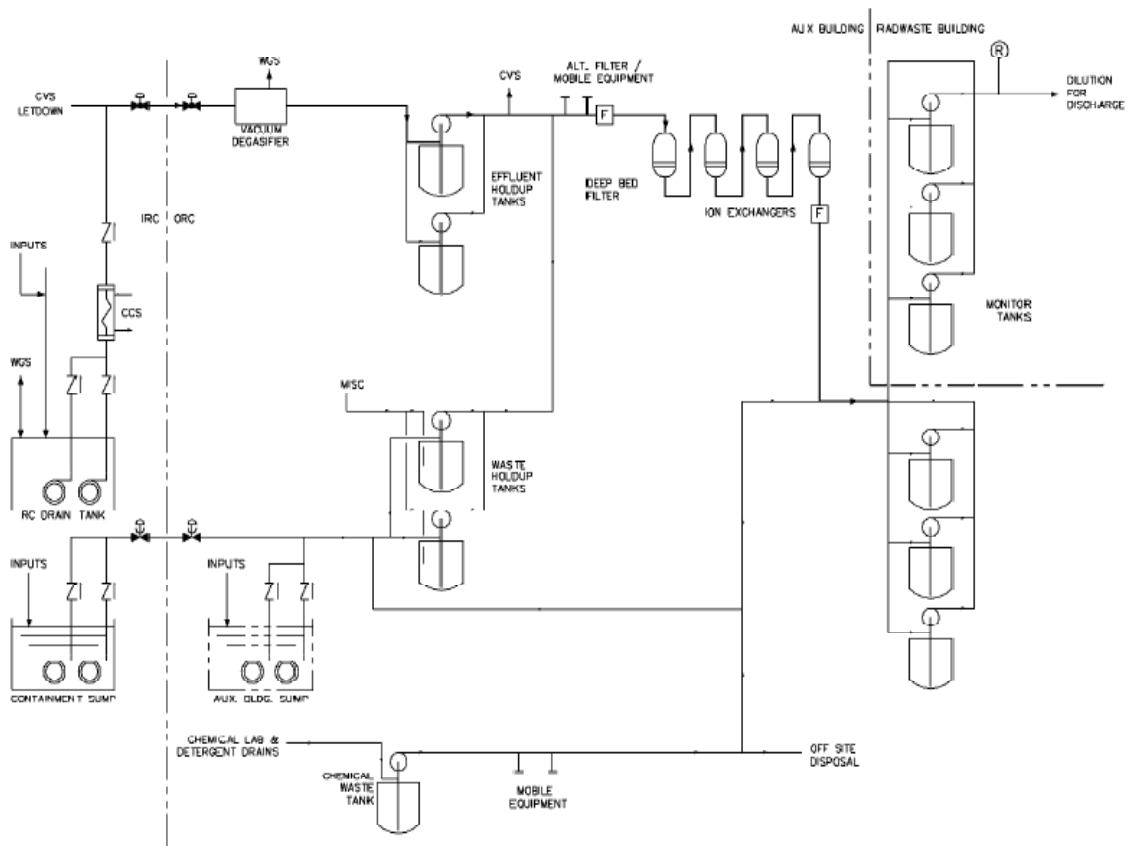 AUX BUILDING
RADWASTE BUILDING
R
DILUTION
FOR
DISCHARGE
WGS
CVS
ALT. FILTER /
MOBILE EQUIPMENT
CVS
LETDOWN
VACUUM
DEGASIFIER
F
EFFLUENT
HOLDUP
TANKS
DEEP BED
FILTER
ION EXCHANGERS
F
IRC
ORC
INPUTS
CCS
WGS
MONITOR
TANKS
MISC
WASTE
HOLDUP
TANKS
RC DRAIN TANK
INPUTS
INPUTS
CONTAINMENT SUMP
AUX. BLDG. SUMP
CHEMICAL LAB &
DETERGENT DRAINS
CHEMICAL
WASTE
TANK
MOBILE
EQUIPMENT
OFF SITE
DISPOSAL